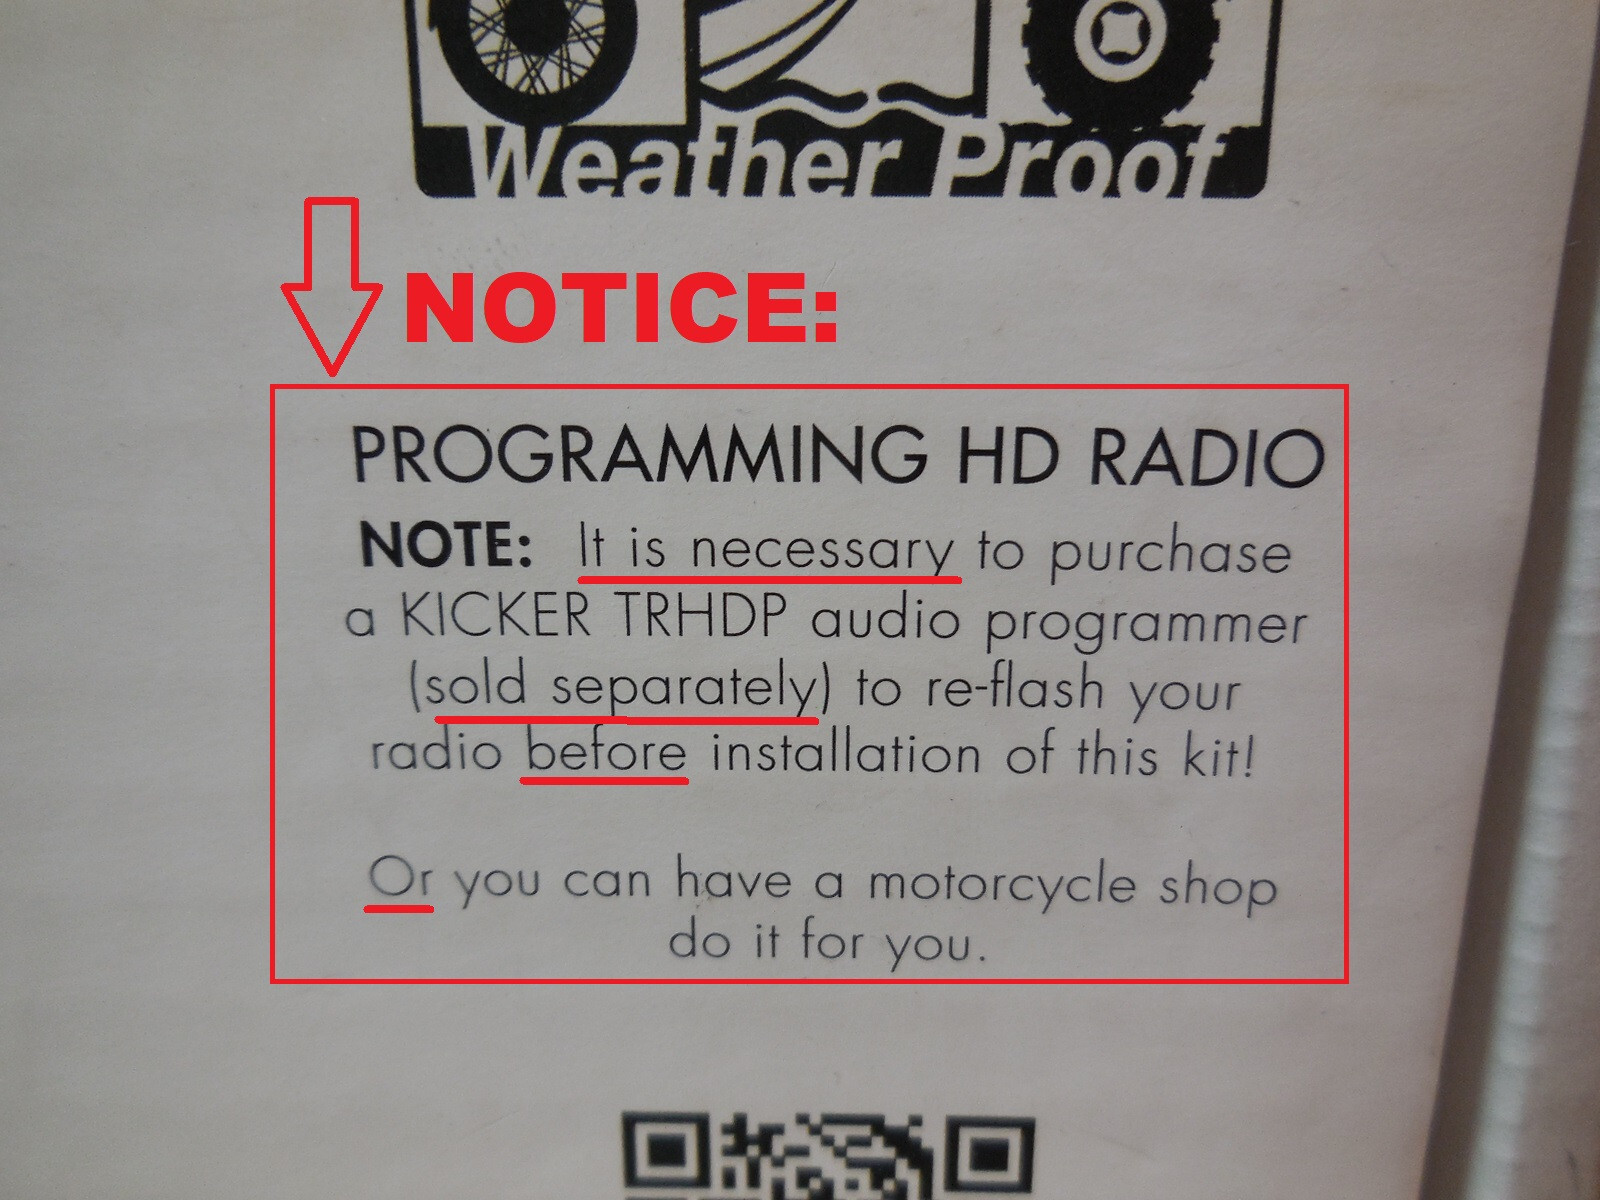 Weather Proof
NOTICE:
PROGRAMMING HD RADIO
NOTE: It is necessary to purchase
a KICKER TRHDP audio programmer
(sold separately) to re-flash your
radio before installation of this kit!
Or you can have a motorcycle shop
do it for you.